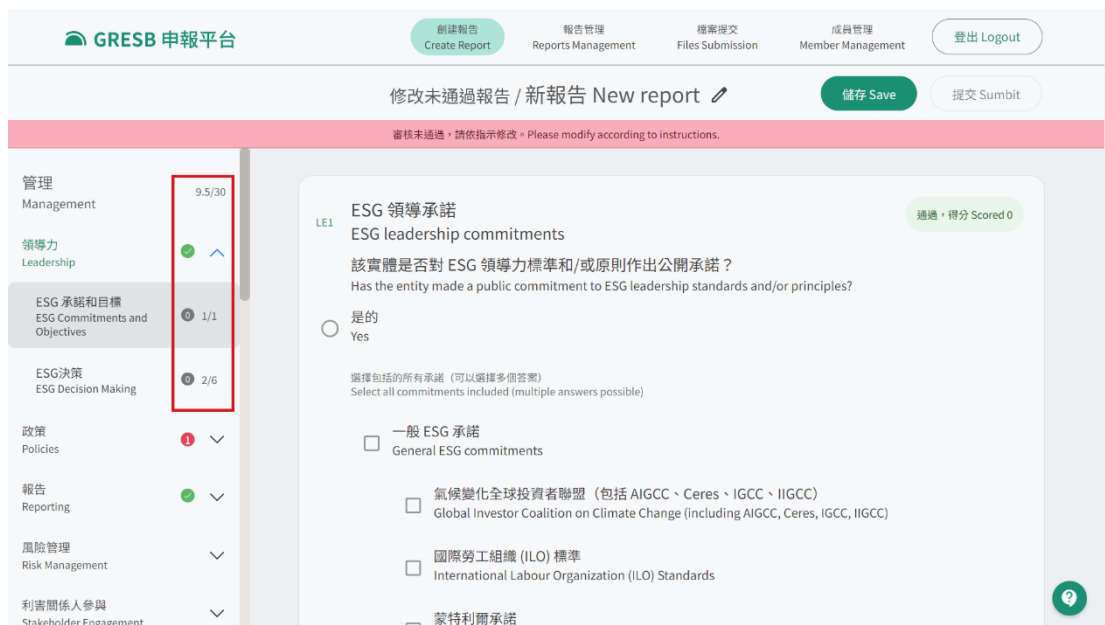 GRESB 申報平台
創建報告
Create Report
報告管理
Reports Management
檔案提交
Files Submission
成員管理
Member Management
登出 Logout
修改未通過報告 / 新報告 New report
儲存 Save
提交 Sumbit
審核未通過，請依指示修改。Please modify according to instructions.
管理
Management
9.5/30
領導力
Leadership
ESG 承諾和目標
ESG Commitments and
Objectives
0 1/1
ESG決策
ESG Decision Making
0 2/6
政策
Policies
1
報告
Reporting
風險管理
Risk Management
利害關係人參與
Stakeholder Engagement
LE1
ESG 領導承諾
ESG leadership commitments
通過，得分 Scored 0
該實體是否對 ESG 領導力標準和/或原則作出公開承諾？
Has the entity made a public commitment to ESG leadership standards and/or principles?
是的
Yes
選擇包括的所有承諾（可以選擇多個答案）
Select all commitments included (multiple answers possible)
一般 ESG 承諾
General ESG commitments
氣候變化全球投資者聯盟（包括 AIGCC、Ceres、IGCC、IIGCC）
Global Investor Coalition on Climate Change (including AIGCC, Ceres, IGCC, IIGCC)
國際勞工組織 (ILO) 標準
International Labour Organization (ILO) Standards
蒙特利爾承諾